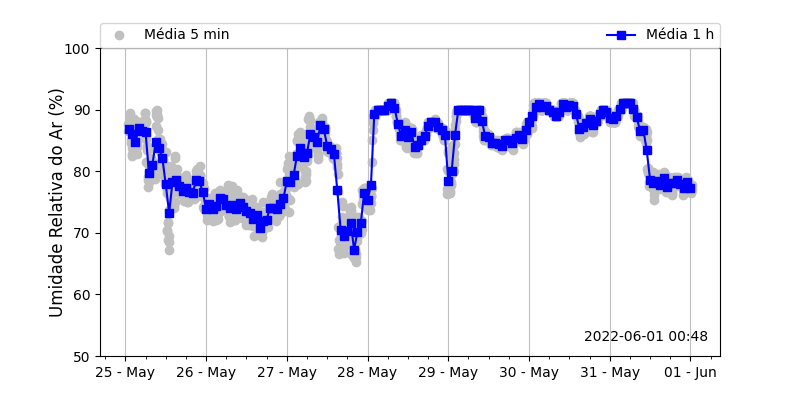 Média 5 min
Média 1 h
Umidade Relativa do Ar (%)
100
90
80
70
60
50
2022-06-01 00:48
25 - May
26 - May
27 - May
28 - May
29 - May
30 - May
31 - May
01 - Jun